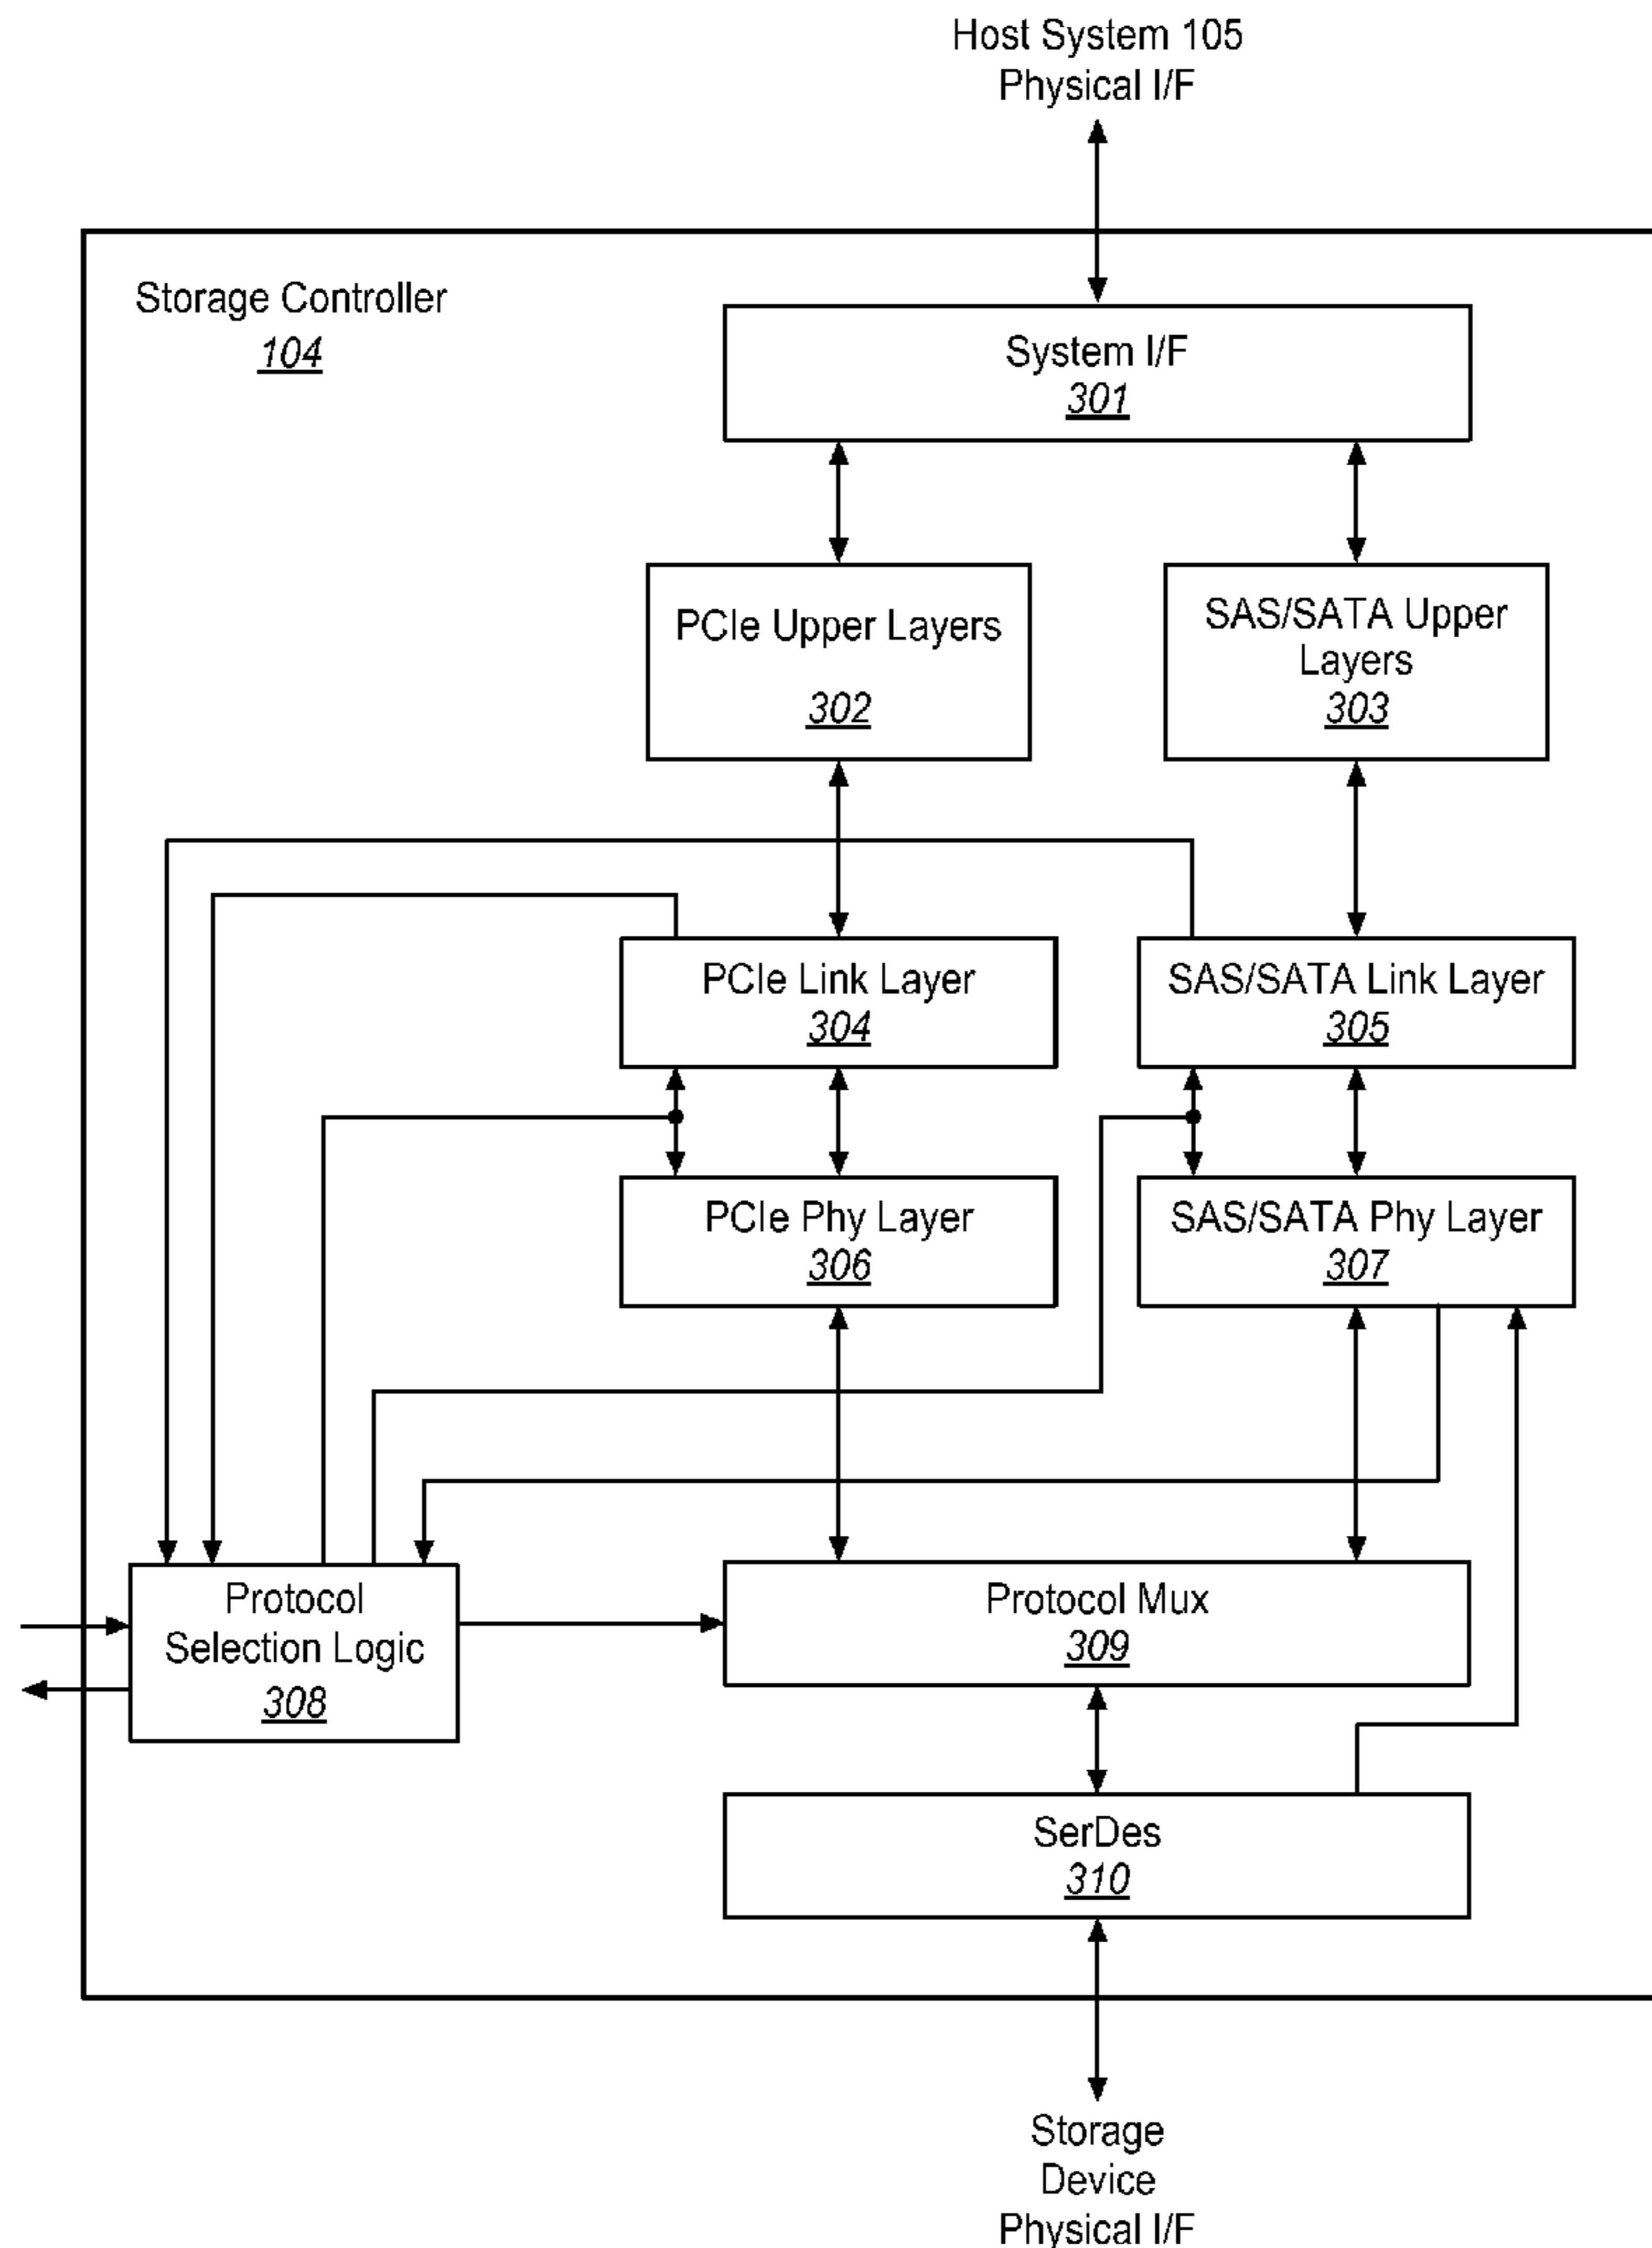 Host System 105
Physical I/F
Storage Controller
104
System I/F
301
PCIe Upper Layers
302
SAS/SATA Upper
Layers
303
PCIe Link Layer
304
SAS/SATA Link Layer
305
PCIe Phy Layer
306
SAS/SATA Phy Layer
307
Protocol
Selection Logic
308
Protocol Mux
309
SerDes
310
Storage
Device
Physical I/F